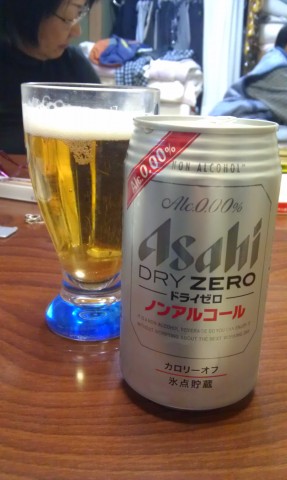 Alc.0.00%
NON ALCOHOL
Alc.0.00%
Asahi
DRY ZERO
ドライゼロ
ノンアルコール
カロリーオフ
氷点貯蔵